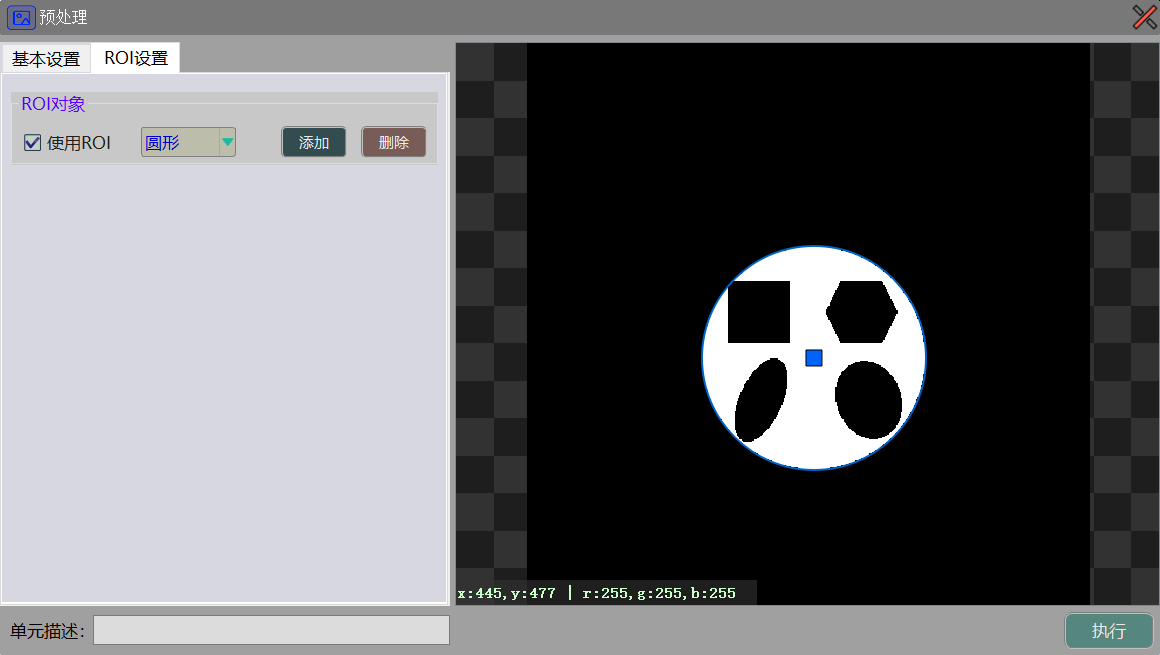 预处理
基本设置 ROI设置
ROI对象
使用ROI 圆形 添加 删除
x:445,y:477 | r:255,g:255,b:255
单元描述: 执行